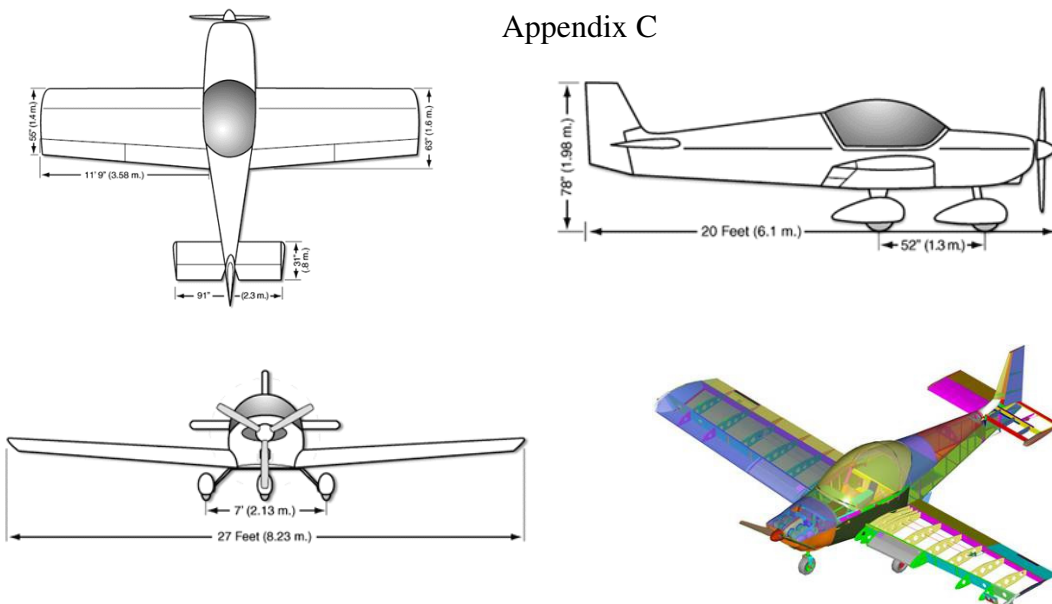 Appendix C
55" (1.4 m.)
63" (1.6 m.)
11' 9" (3.58 m.)
31"
(.8 m.)
91" (2.3 m.)
78" (1.98 m.)
20 Feet (6.1 m.)
52" (1.3 m.)
7' (2.13 m.)
27 Feet (8.23 m.)